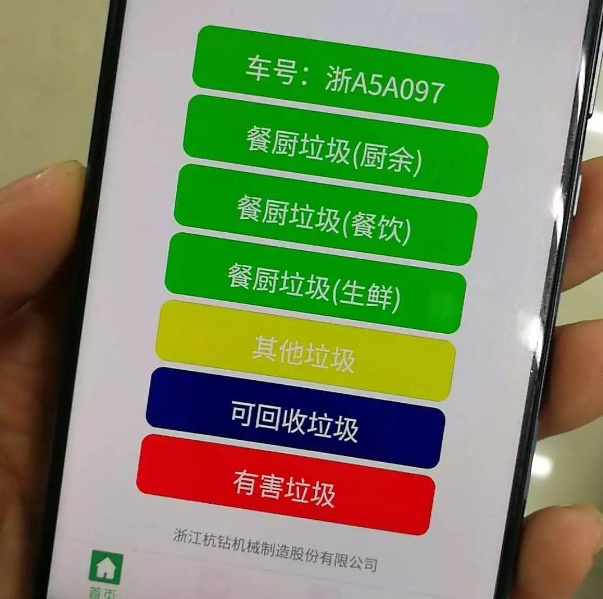 车号：浙A5A097
餐厨垃圾(厨余)
餐厨垃圾(餐饮)
餐厨垃圾(生鲜)
其他垃圾
可回收垃圾
有害垃圾
浙江杭钻机械制造股份有限公司
首页